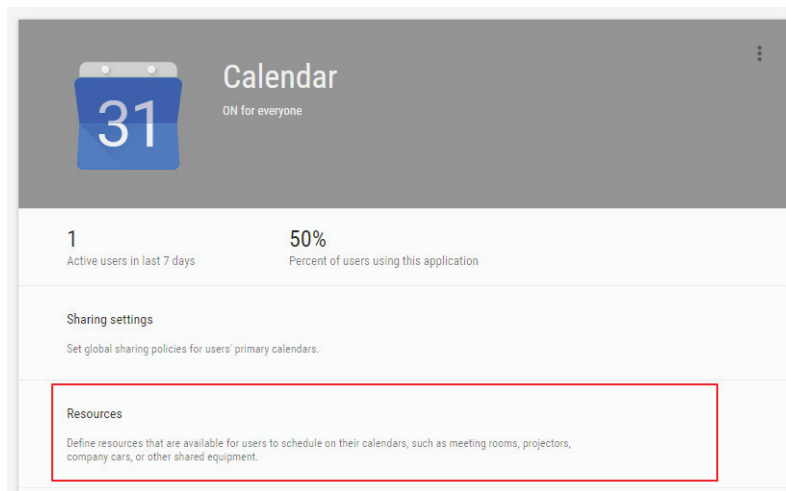 31
Calendar
ON for everyone
1
Active users in last 7 days
50%
Percent of users using this application
Sharing settings
Set global sharing policies for users' primary calendars.
Resources
Define resources that are available for users to schedule on their calendars, such as meeting rooms, projectors,
company cars, or other shared equipment.